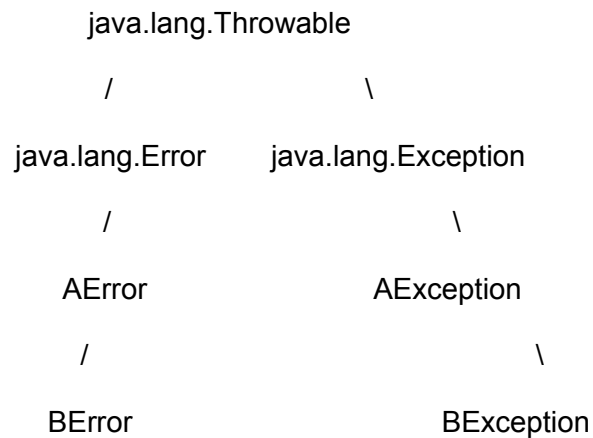 java.lang.Throwable
/ \
java.lang.Error java.lang.Exception
/ \
AError AException
/ \
BError BException